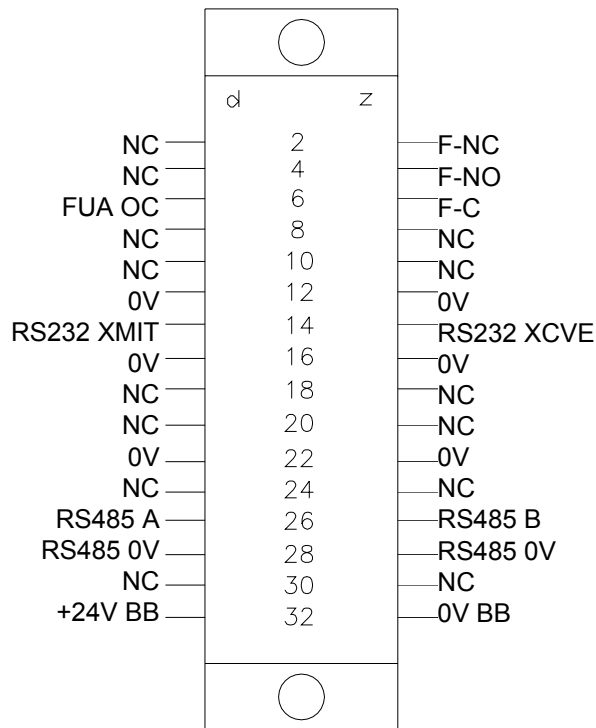 d z
NC 2 F-NC
NC 4 F-NO
FUA OC 6 F-C
NC 8 NC
NC 10 NC
0V 12 0V
RS232 XMIT 14 RS232 XCVE
0V 16 0V
NC 18 NC
NC 20 NC
0V 22 0V
NC 24 NC
RS485 A 26 RS485 B
RS485 0V 28 RS485 0V
NC 30 NC
+24V BB 32 0V BB